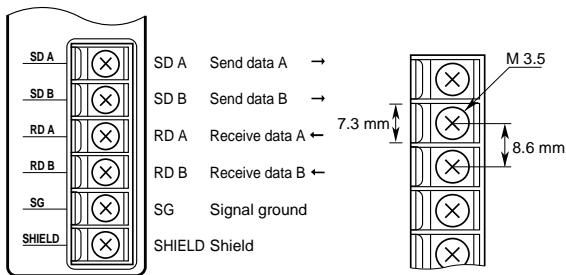 SD A SD A Send data A →
SD B SD B Send data B →
RD A RD A Receive data A ←
RD B RD B Receive data B ←
SG SG Signal ground
SHIELD SHIELD Shield
M 3.5
7.3 mm
8.6 mm